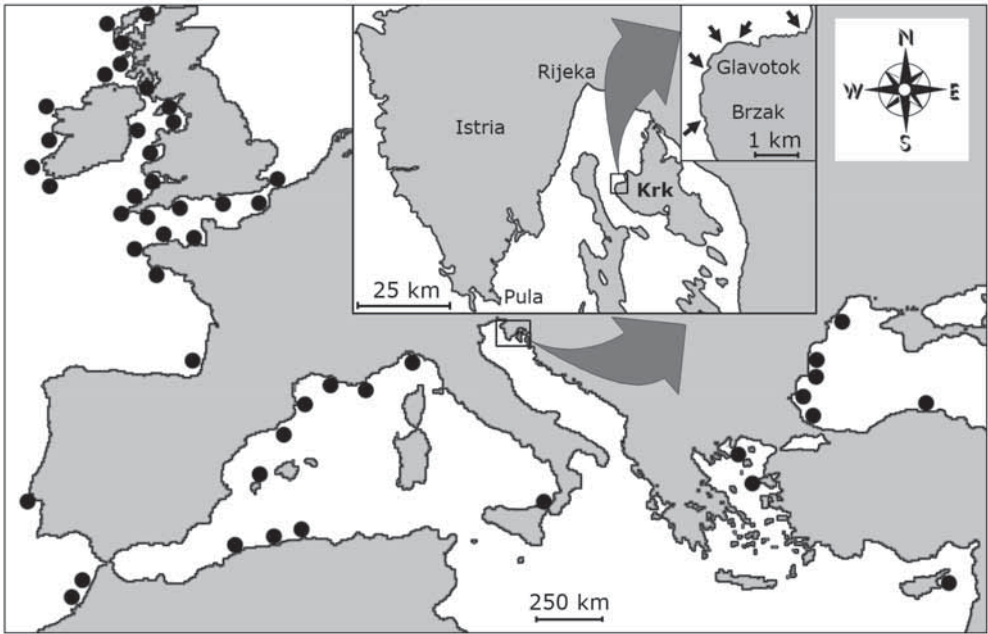 Rijeka
Istria
Krk
25 km
Pula
Glavotok
Brzak
1 km
N
W E
S
250 km